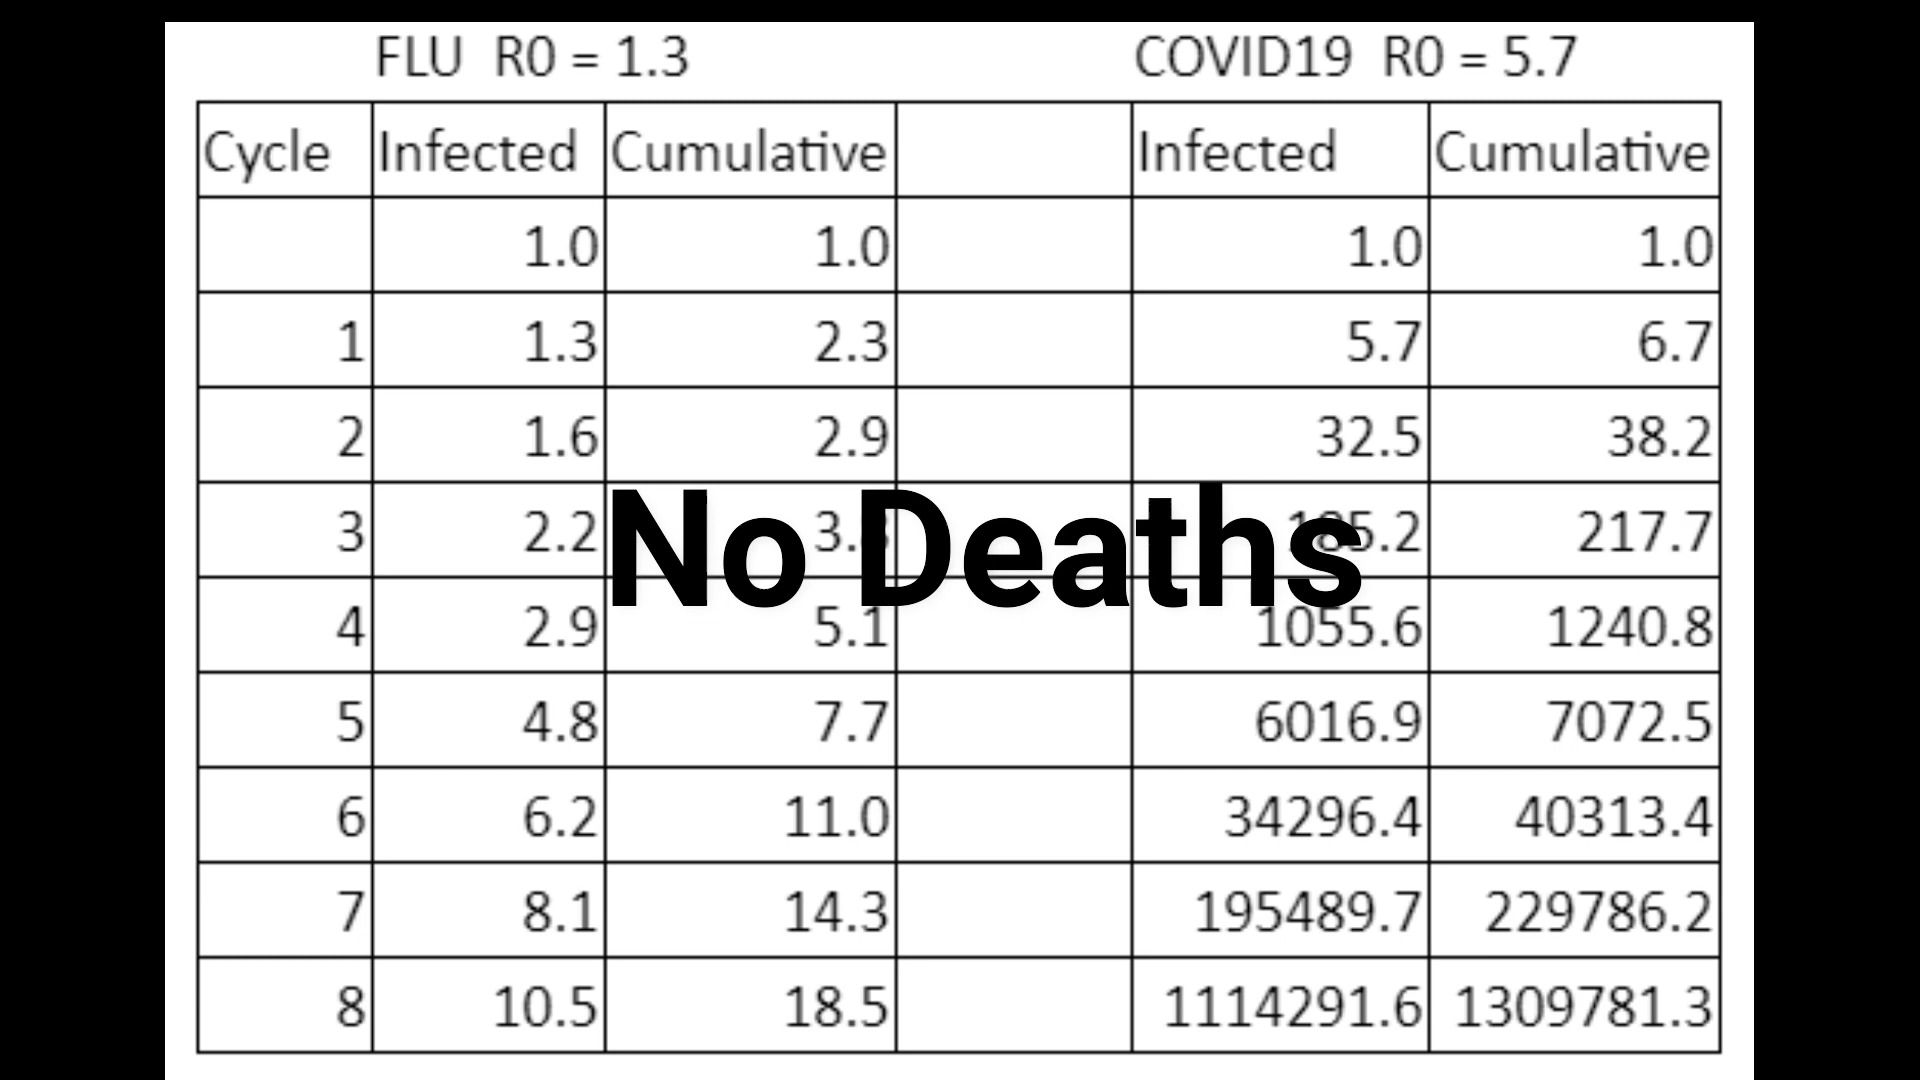 FLU R0 = 1.3 COVID19 R0 = 5.7
Cycle Infected Cumulative Infected Cumulative
1.0 1.0 1.0 1.0
1 1.3 2.3 5.7 6.7
2 1.6 2.9 32.5 38.2
3 2.2 3.8 185.2 217.7
No Deaths
4 2.9 5.1 1055.6 1240.8
5 4.8 7.7 6016.9 7072.5
6 6.2 11.0 34296.4 40313.4
7 8.1 14.3 195489.7 229786.2
8 10.5 18.5 1114291.6 1309781.3